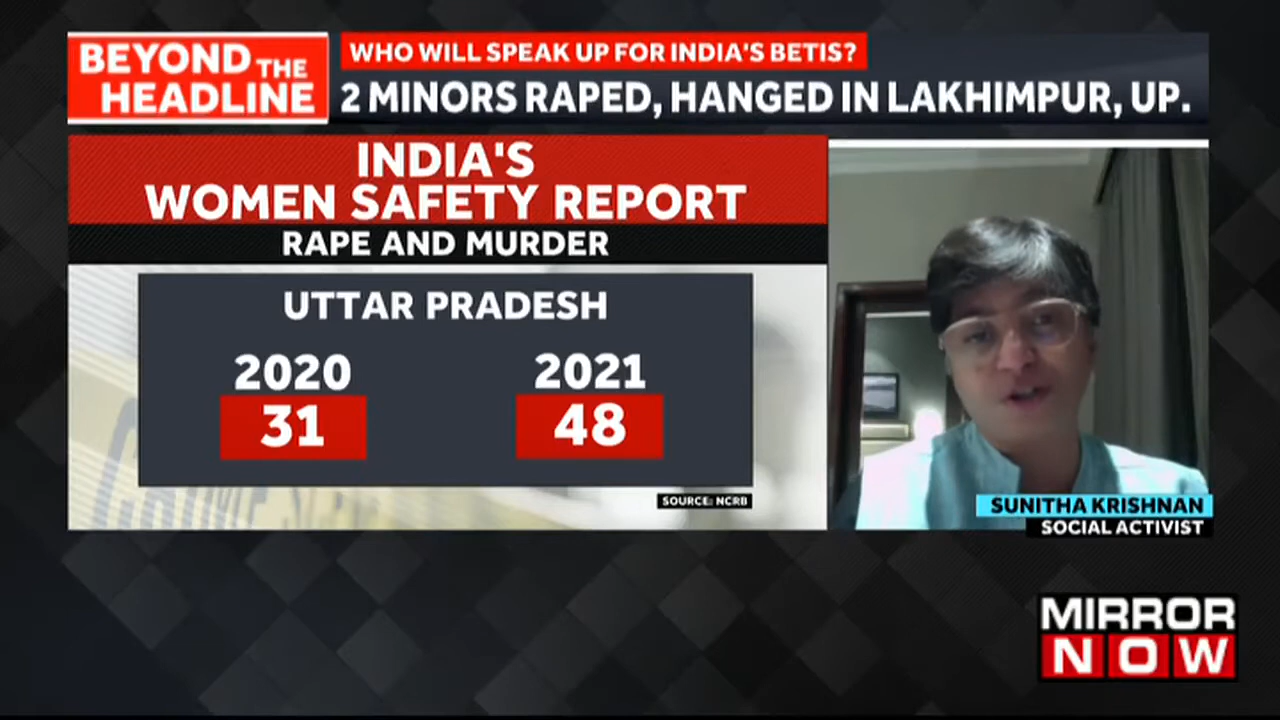 BEYOND THE
HEADLINE
WHO WILL SPEAK UP FOR INDIA'S BETIS?
2 MINORS RAPED, HANGED IN LAKHIMPUR, UP.
INDIA'S
WOMEN SAFETY REPORT
RAPE AND MURDER
UTTAR PRADESH
2020 2021
31 48
SOURCE: NCRB
SUNITHA KRISHNAN
SOCIAL ACTIVIST
MIRROR
NOW